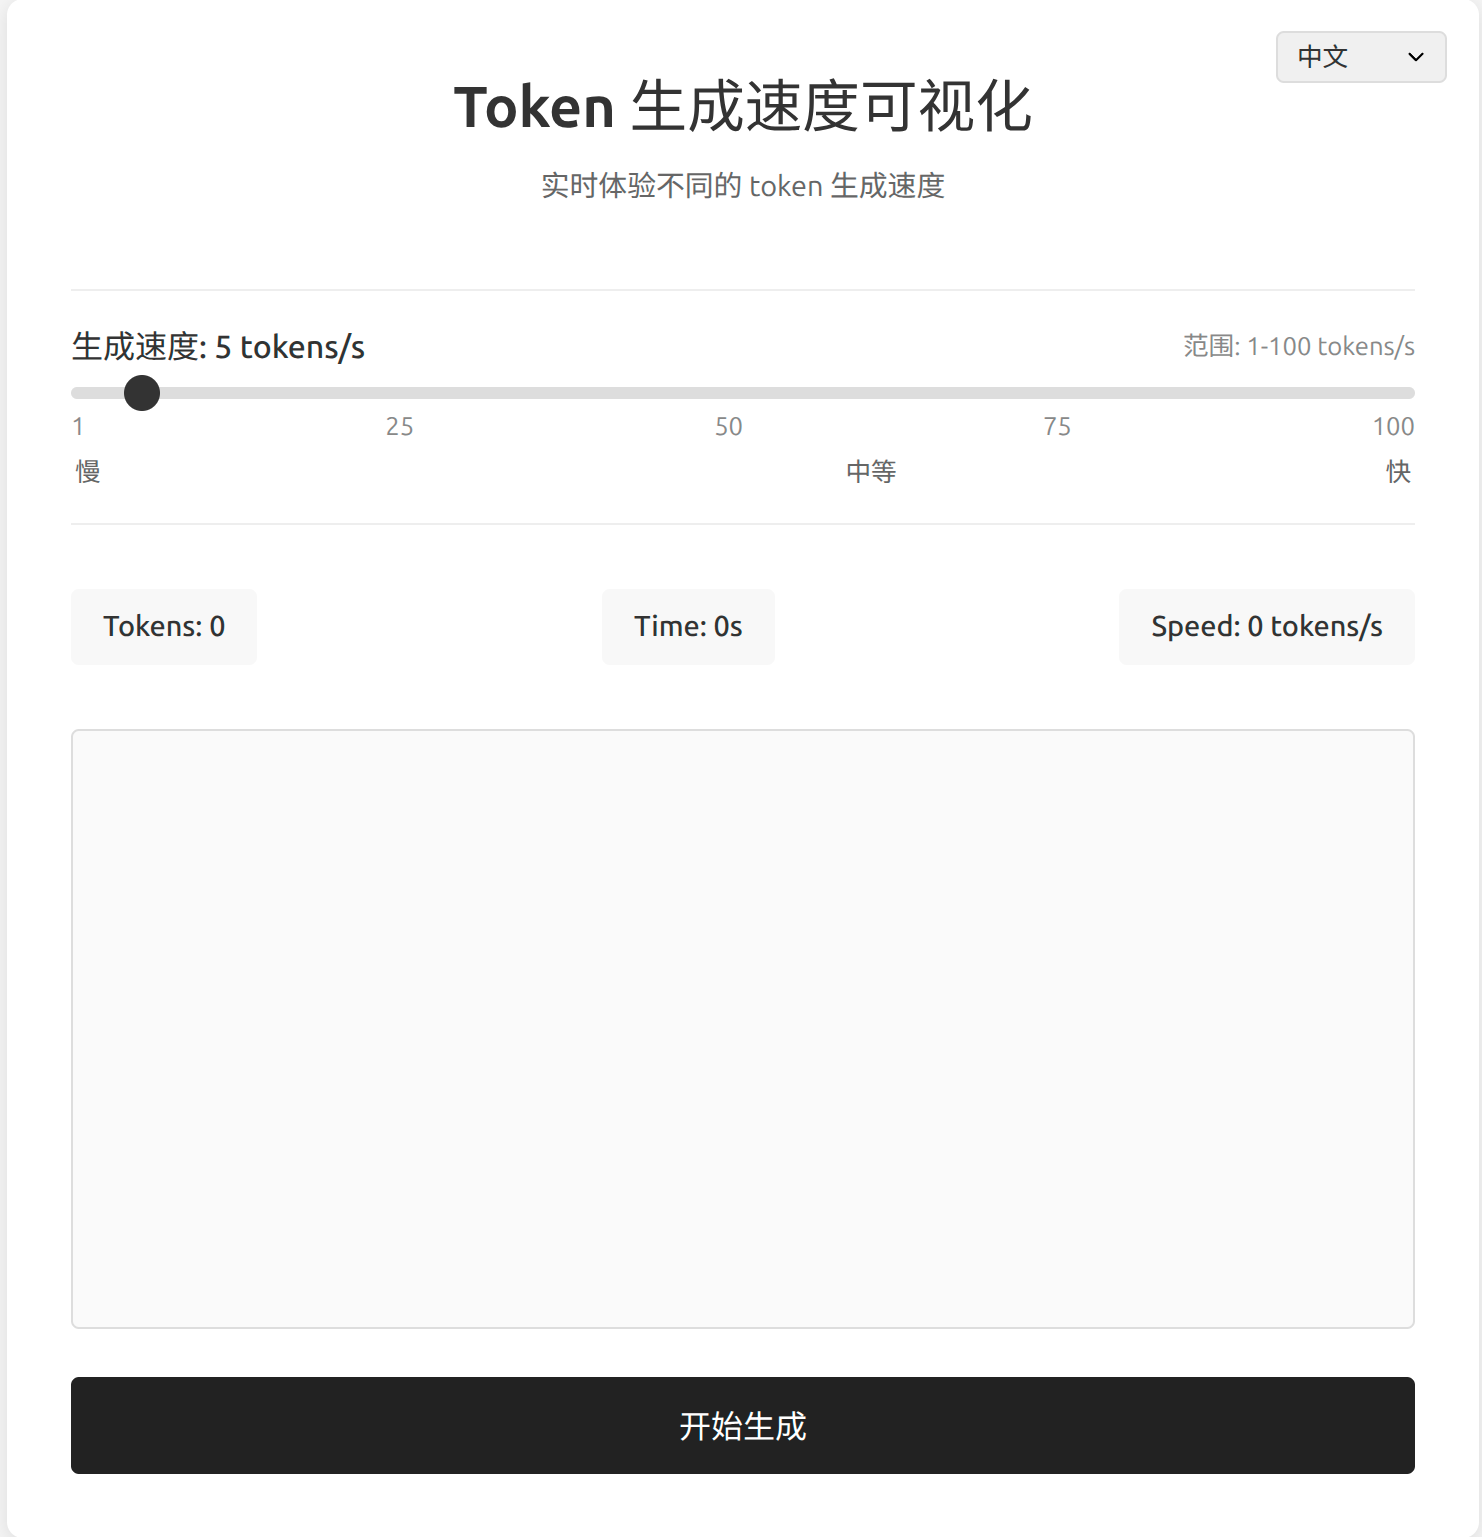 中文
Token 生成速度可视化
实时体验不同的 token 生成速度
生成速度: 5 tokens/s
范围: 1-100 tokens/s
1 25 50 75 100
慢 中等 快
Tokens: 0
Time: 0s
Speed: 0 tokens/s
开始生成